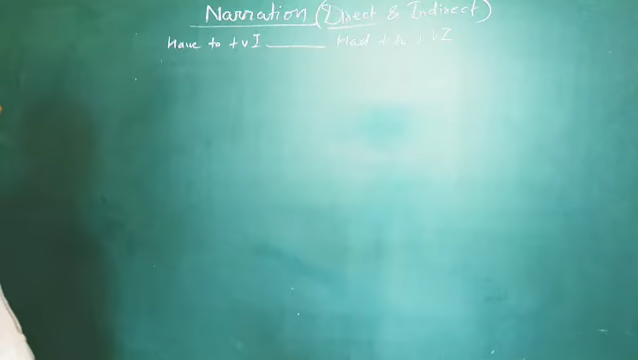 Narration (Direct & Indirect)
Have to + v I ______ Had to + V I